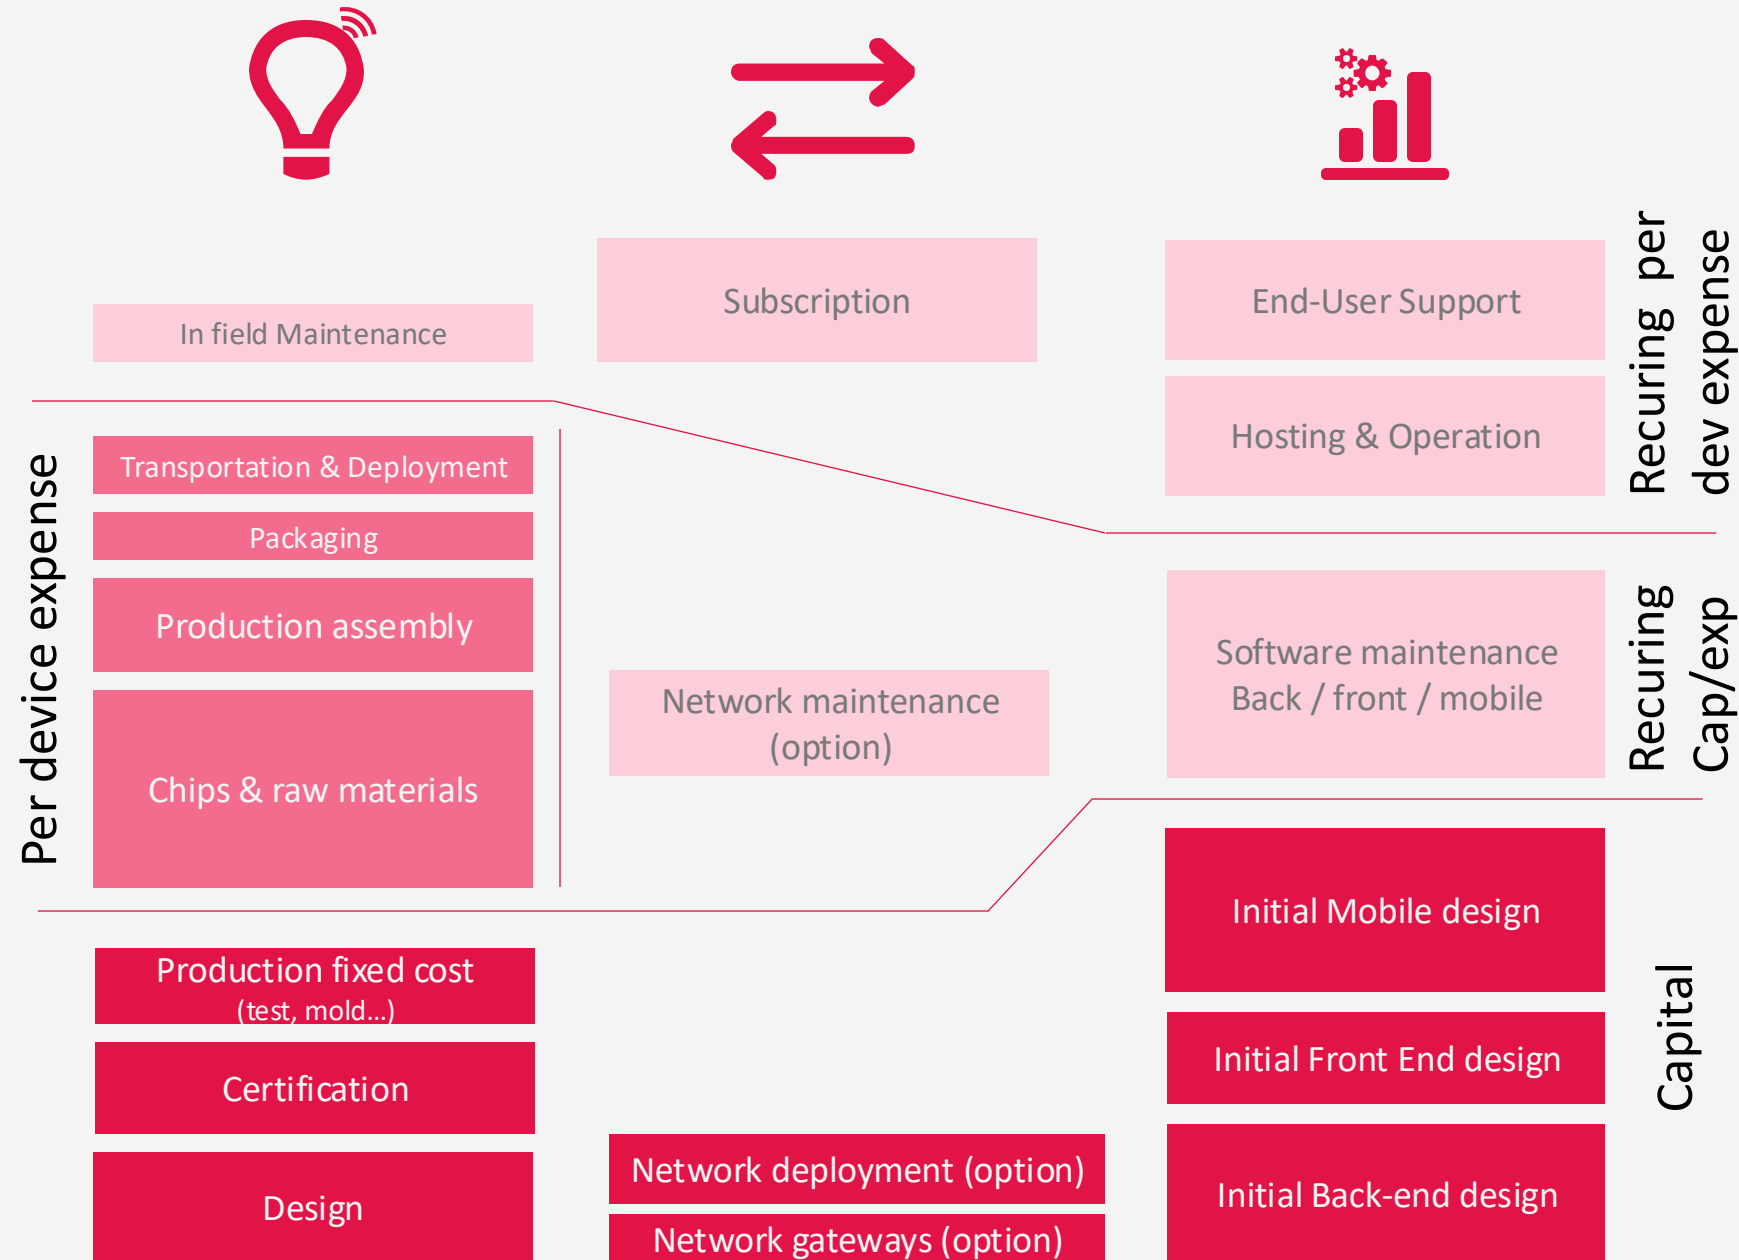 Subscription
End-User Support
In field Maintenance
Hosting & Operation
Recuring per
dev expense
Transportation & Deployment
Packaging
Production assembly
Chips & raw materials
Per device expense
Network maintenance
(option)
Software maintenance
Back / front / mobile
Recuring
Cap/exp
Production fixed cost
(test, mold...)
Certification
Design
Network deployment (option)
Network gateways (option)
Initial Mobile design
Initial Front End design
Initial Back-end design
Capital